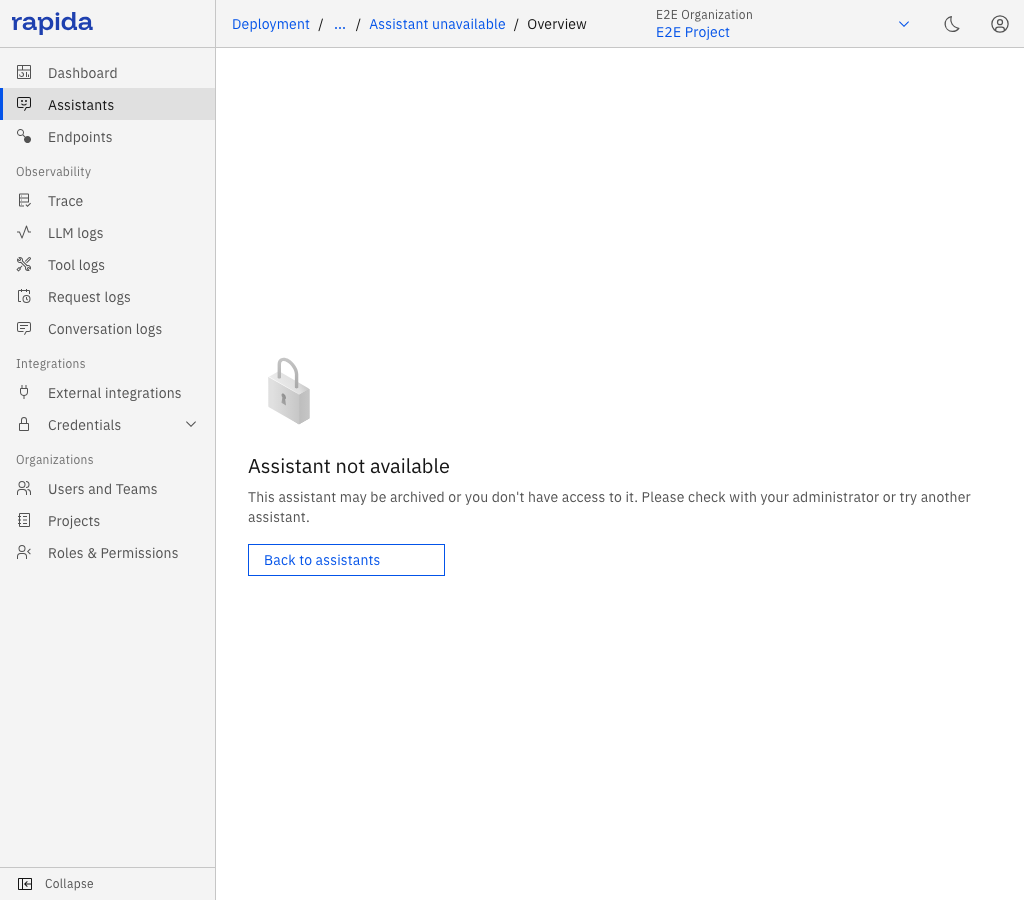 rapida
Deployment / ... / Assistant unavailable / Overview
E2E Organization
E2E Project
Dashboard
Assistants
Endpoints
Observability
Trace
LLM logs
Tool logs
Request logs
Conversation logs
Integrations
External integrations
Credentials
Organizations
Users and Teams
Projects
Roles & Permissions
Collapse
Assistant not available
This assistant may be archived or you don't have access to it. Please check with your administrator or try another
assistant.
Back to assistants